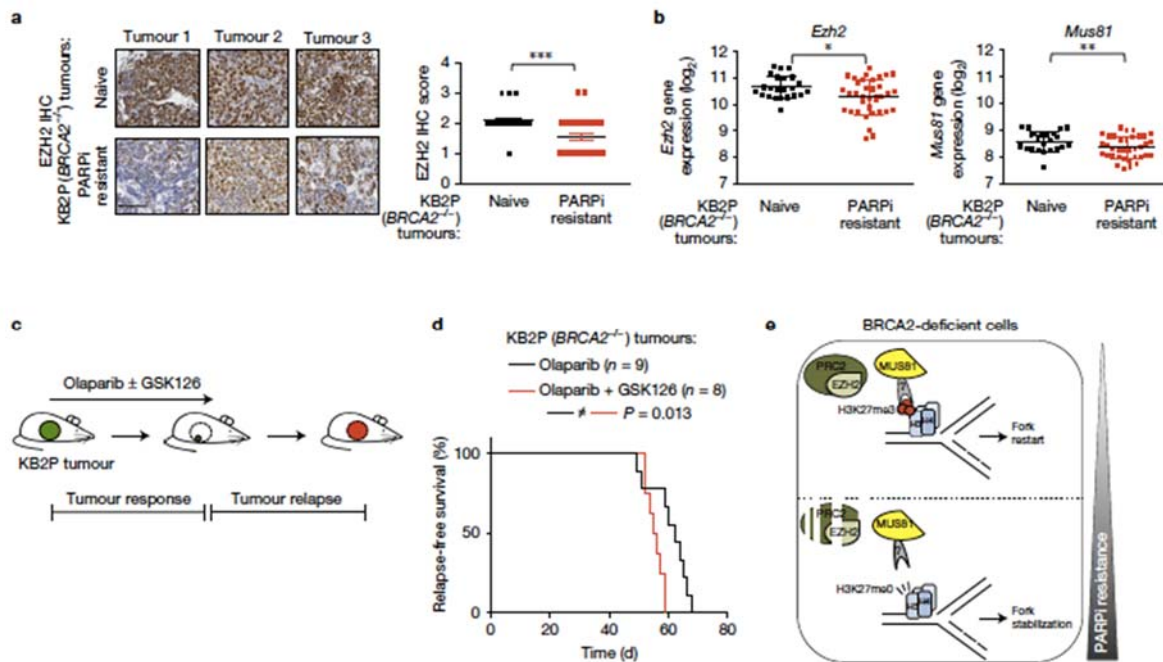 a
Tumour 1 Tumour 2 Tumour 3
EZH2 IHC
KB2P (BRCA2⁻/⁻) tumours:
Naive
PARPi
resistant
EZH2 IHC score
4
3
2
1
0
***
KB2P
(BRCA2⁻/⁻)
tumours:
Naive
PARPi
resistant
b
Ezh2
*
Ezh2 gene
expression (log₂)
12
11
10
9
8
7
KB2P
(BRCA2⁻/⁻)
tumours:
Naive
PARPi
resistant
Mus81
**
Mus81 gene
expression (log₂)
12
11
10
9
8
7
KB2P
(BRCA2⁻/⁻)
tumours:
Naive
PARPi
resistant
c
Olaparib ± GSK126
KB2P tumour
Tumour response
Tumour relapse
d
KB2P (BRCA2⁻/⁻) tumours:
Olaparib (n = 9)
Olaparib + GSK126 (n = 8)
≠ P = 0.013
Relapse-free survival (%)
100
50
0
0 20 40 60 80
Time (d)
e
BRCA2-deficient cells
PRC2
EZH2
MUS81
H3K27me3
Fork
restart
PRC2
EZH2
MUS81
H3K27me0
Fork
stabilization
PARPi resistance